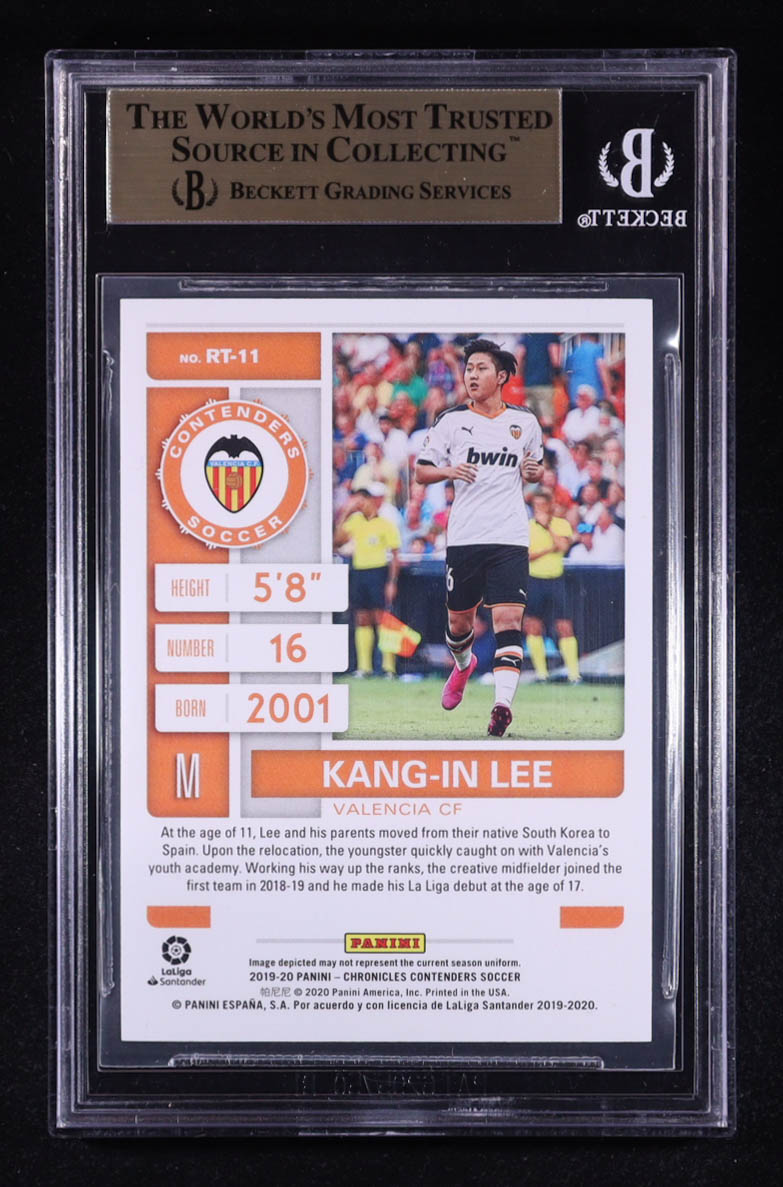 THE WORLD'S MOST TRUSTED
SOURCE IN COLLECTING™
B BECKETT GRADING SERVICES
B
BECKETT®
NO. RT-11
CONTENDERS
VALENCIA C.F.
SOCCER
bwin
HEIGHT 5'8"
NUMBER 16
BORN 2001
M
KANG-IN LEE
VALENCIA CF
At the age of 11, Lee and his parents moved from their native South Korea to
Spain. Upon the relocation, the youngster quickly caught on with Valencia's
youth academy. Working his way up the ranks, the creative midfielder joined the
first team in 2018-19 and he made his La Liga debut at the age of 17.
PANINI
LaLiga
Santander
Image depicted may not represent the current season uniform.
2019-20 PANINI – CHRONICLES CONTENDERS SOCCER
帕尼尼 © 2020 Panini America, Inc. Printed in the USA.
© PANINI ESPAÑA, S.A. Por acuerdo y con licencia de LaLiga Santander 2019-2020.